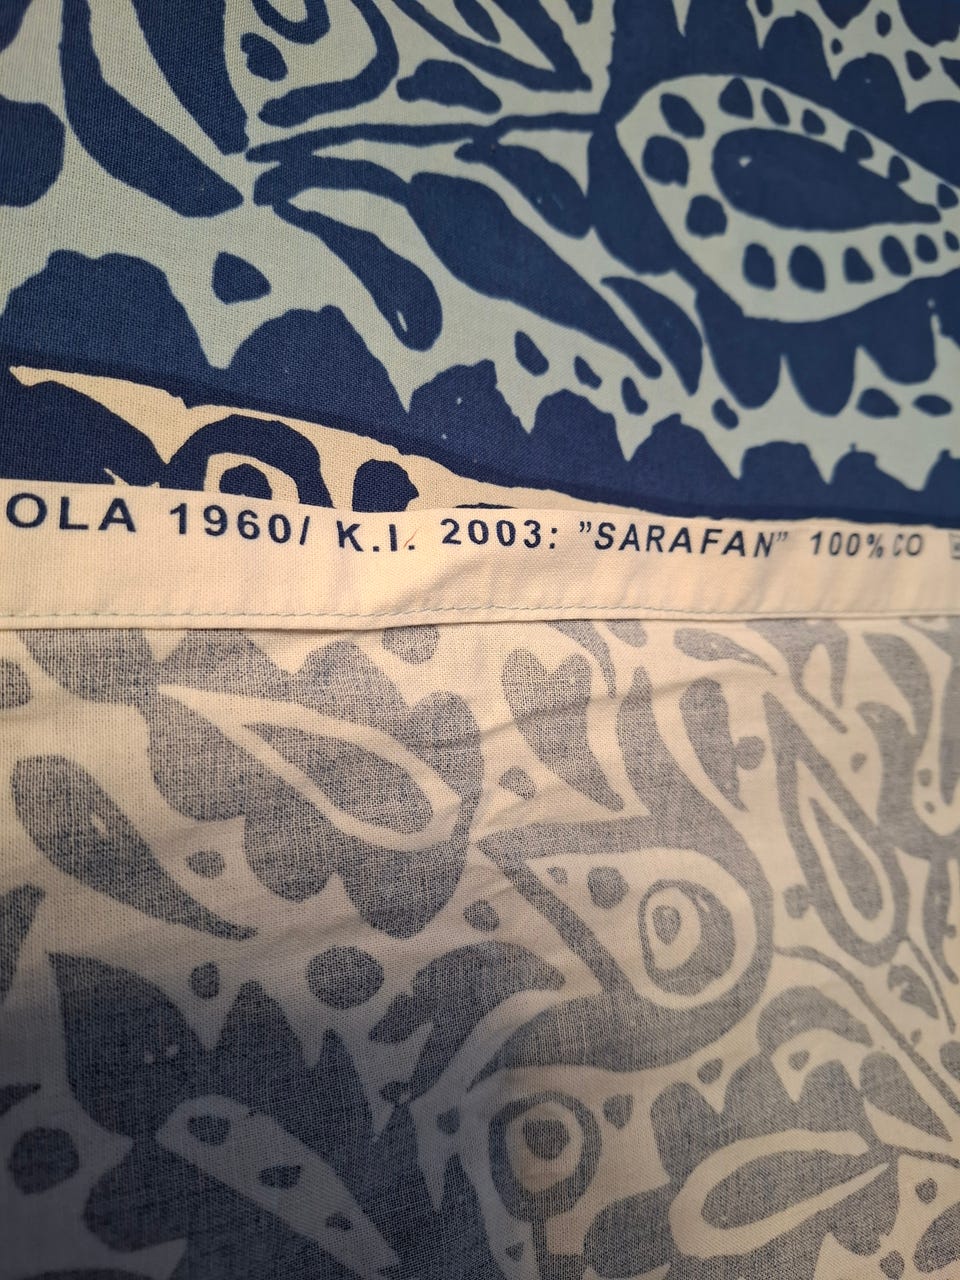 OLA 1960/ K.I. 2003: ”SARAFAN” 100% CO